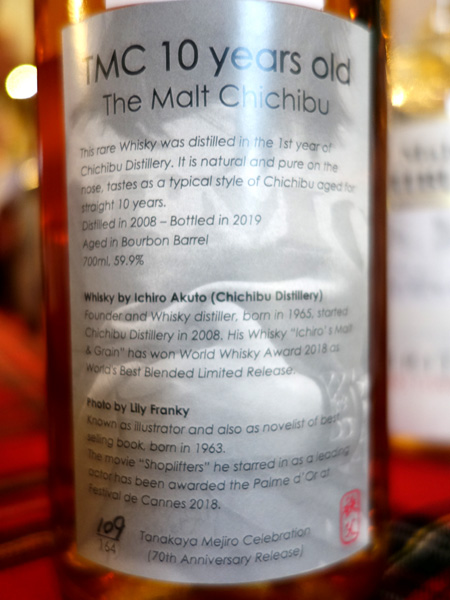 TMC 10 years old
The Malt Chichibu
This rare Whisky was distilled in the 1st year of
Chichibu Distillery. It is natural and pure on the
nose, tastes as a typical style of Chichibu aged for
straight 10 years.
Distilled in 2008 – Bottled in 2019
Aged in Bourbon Barrel
700ml, 59.9%
Whisky by Ichiro Akuto (Chichibu Distillery)
Founder and Whisky distiller, born in 1965, started
Chichibu Distillery in 2008. His Whisky "Ichiro's Malt
& Grain" has won World Whisky Award 2018 as
World's Best Blended Limited Release.
Photo by Lily Franky
Known as illustrator and also as novelist of best
selling book, born in 1963.
The movie "Shoplifters" he starred in as a leading
actor has been awarded the Palme d'Or at
Festival de Cannes 2018.
109
164
Tanakaya Mejiro Celebration
(70th Anniversary Release)
秩父